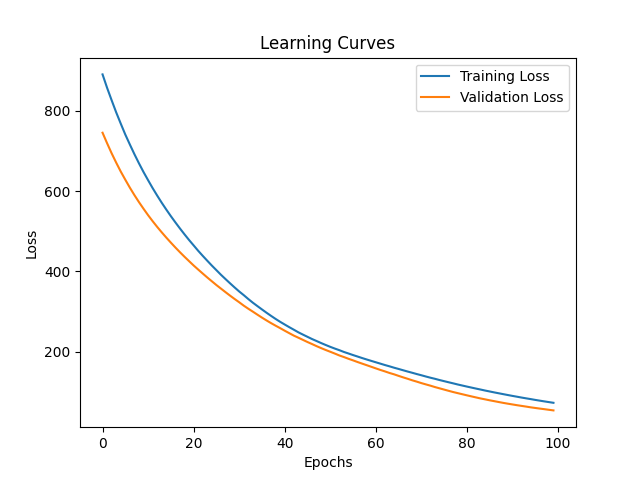 Learning Curves
Training Loss
Validation Loss
800
600
400
200
Loss
0 20 40 60 80 100
Epochs